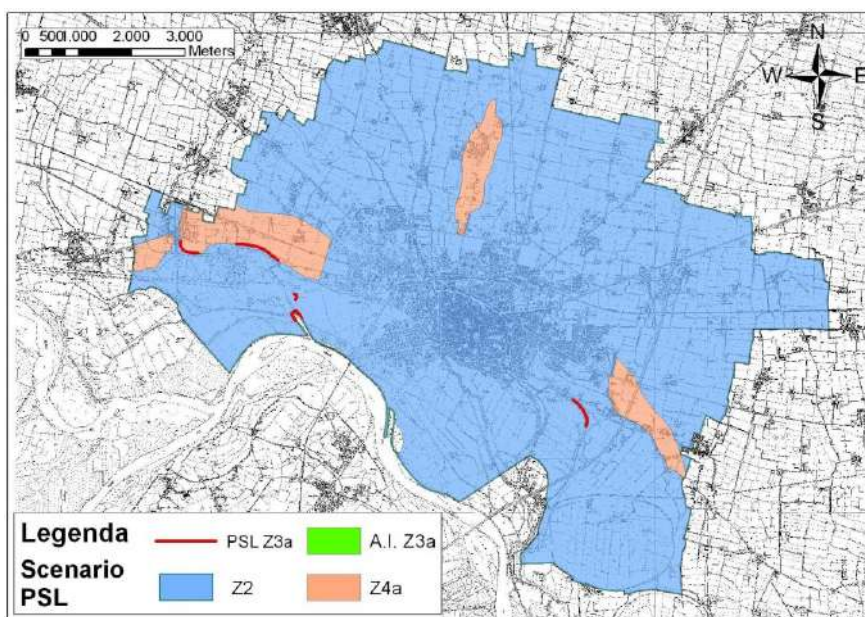 0 5001.000 2.000 3.000
Meters
N
W E
S
Legenda
PSL Z3a
A.I. Z3a
Scenario
PSL
Z2
Z4a